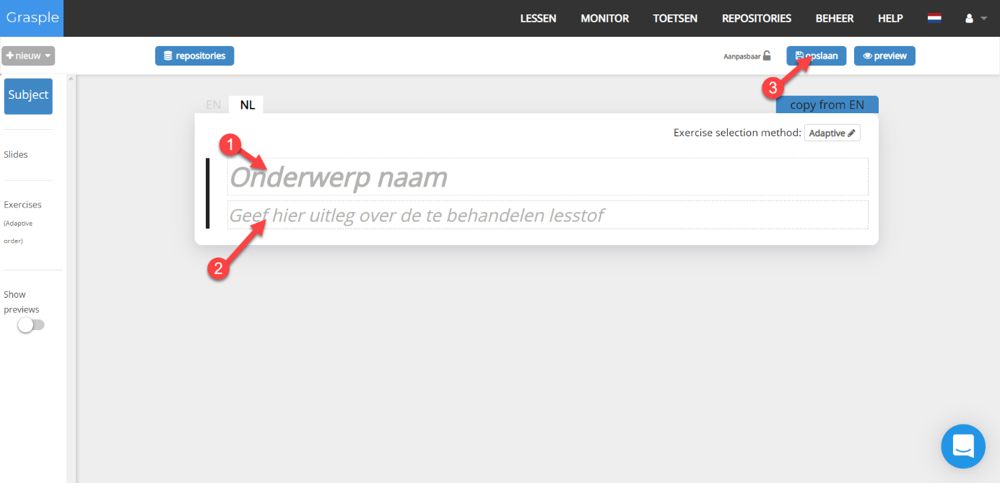 Grasple
LESSEN MONITOR TOETSEN REPOSITORIES BEHEER HELP
nieuw repositories Aanpasbaar opslaan preview
3
Subject
EN NL copy from EN
Exercise selection method: Adaptive
1
Slides
Onderwerp naam
Exercises
(Adaptive
order)
Geef hier uitleg over de te behandelen lesstof
2
Show
previews